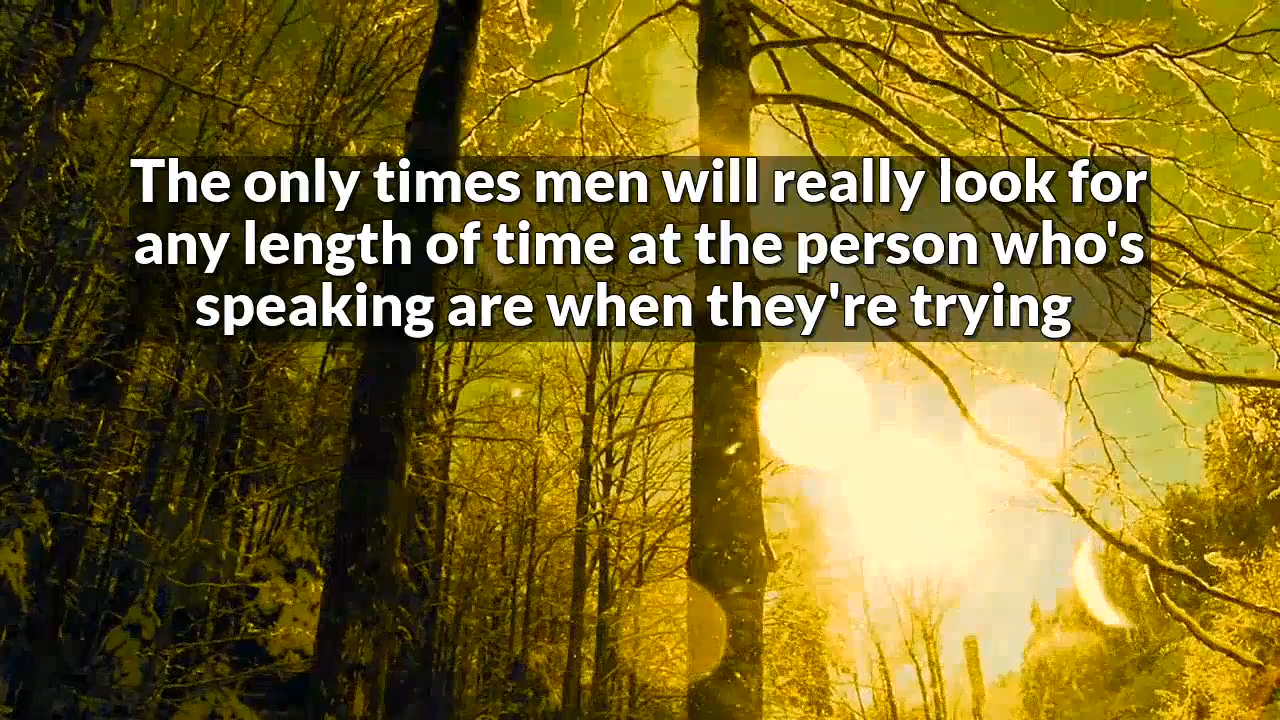 The only times men will really look for
any length of time at the person who's
speaking are when they're trying